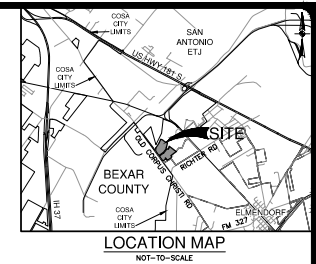 COSA
CITY
LIMITS
SAN
ANTONIO
ETJ
US HWY 181 S
COSA
CITY
LIMITS
SITE
OLD CORPUS CHRISTI RD
RICHTER RD
BEXAR
COUNTY
IH 37
COSA
CITY
LIMITS
ELMENDORF
FM 327
LOCATION MAP
NOT-TO-SCALE